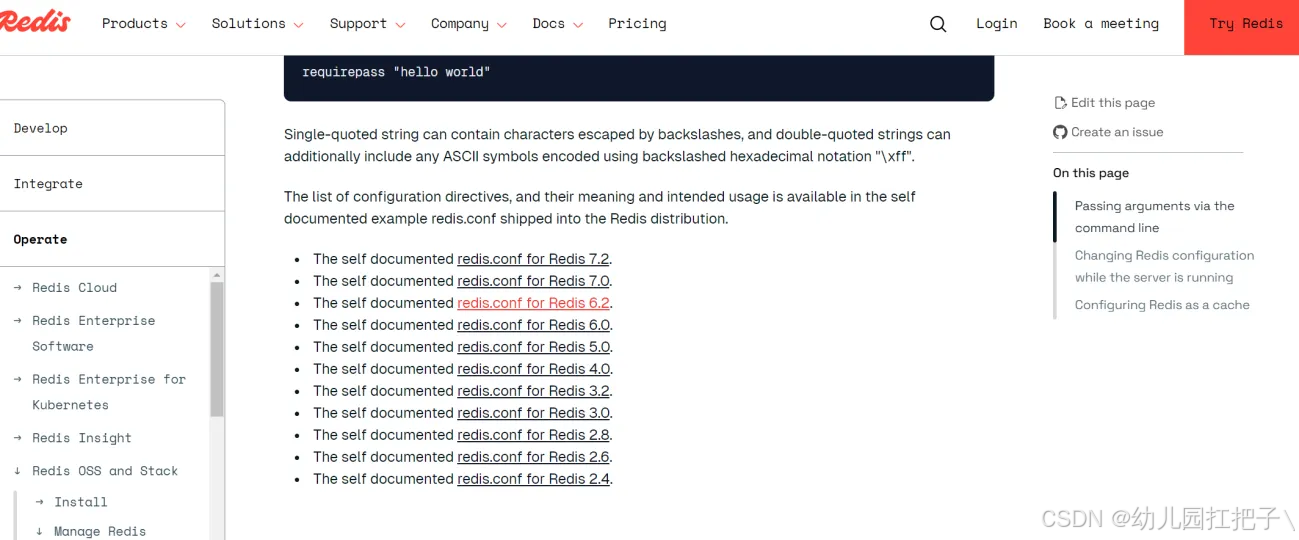 Redis Products Solutions Support Company Docs Pricing Login Book a meeting Try Redis
requirepass "hello world"
Develop
Integrate
Operate
→ Redis Cloud
→ Redis Enterprise
Software
→ Redis Enterprise for
Kubernetes
→ Redis Insight
↓ Redis OSS and Stack
→ Install
↓ Manage Redis
Single-quoted string can contain characters escaped by backslashes, and double-quoted strings can
additionally include any ASCII symbols encoded using backslashed hexadecimal notation "\xff".
The list of configuration directives, and their meaning and intended usage is available in the self
documented example redis.conf shipped into the Redis distribution.
• The self documented redis.conf for Redis 7.2.
• The self documented redis.conf for Redis 7.0.
• The self documented redis.conf for Redis 6.2.
• The self documented redis.conf for Redis 6.0.
• The self documented redis.conf for Redis 5.0.
• The self documented redis.conf for Redis 4.0.
• The self documented redis.conf for Redis 3.2.
• The self documented redis.conf for Redis 3.0.
• The self documented redis.conf for Redis 2.8.
• The self documented redis.conf for Redis 2.6.
• The self documented redis.conf for Redis 2.4.
Edit this page
Create an issue
On this page
Passing arguments via the
command line
Changing Redis configuration
while the server is running
Configuring Redis as a cache
CSDN @幼儿园扛把子\